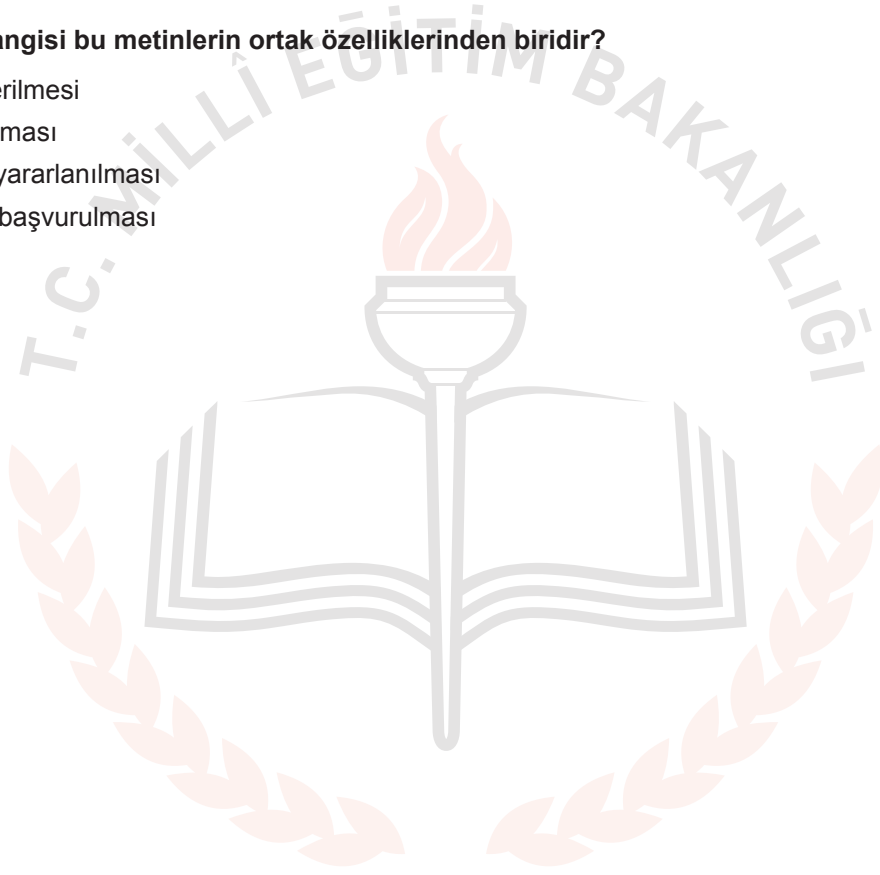 angisi bu metinlerin ortak özelliklerinden biridir?
erilmesi
ması
yararlanılması
başvurulması
T.C. MİLLÎ EĞİTİM BAKANLIĞI